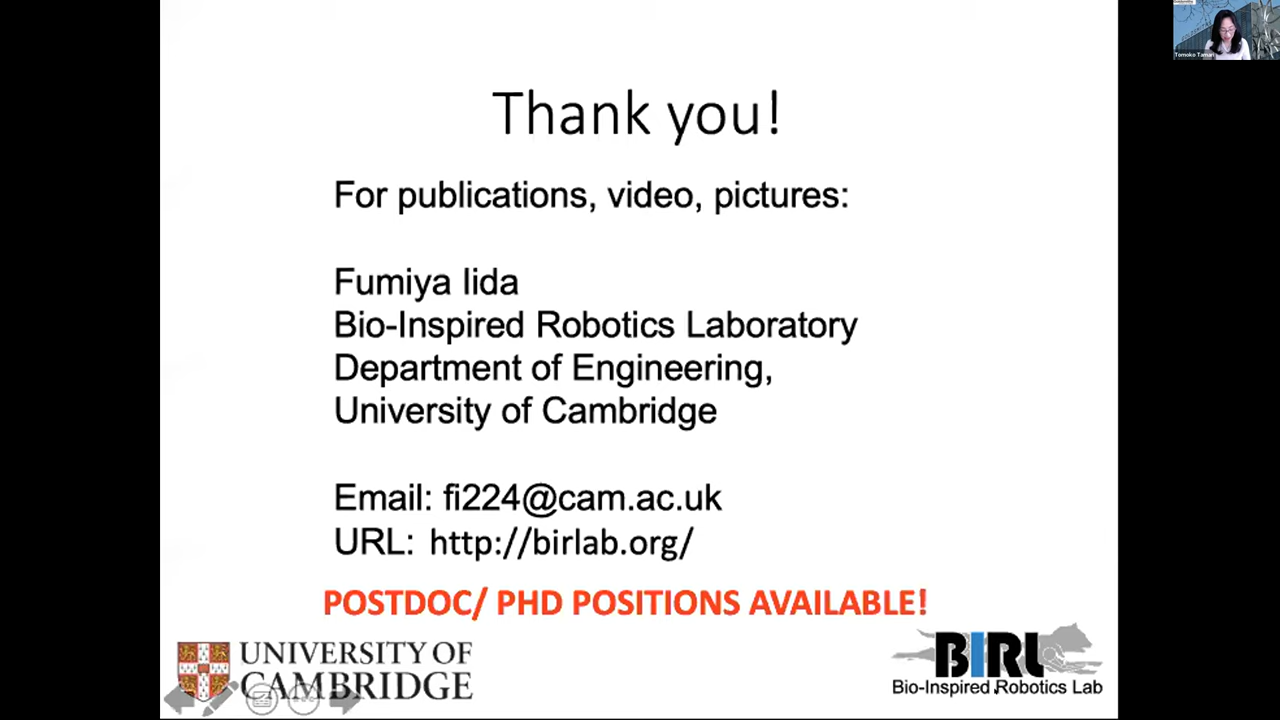 Thank you!
For publications, video, pictures:
Fumiya Iida
Bio-Inspired Robotics Laboratory
Department of Engineering,
University of Cambridge
Email: fi224@cam.ac.uk
URL: http://birlab.org/
POSTDOC/ PHD POSITIONS AVAILABLE!
UNIVERSITY OF
CAMBRIDGE
BIRL
Bio-Inspired Robotics Lab
Tomoko Tamari